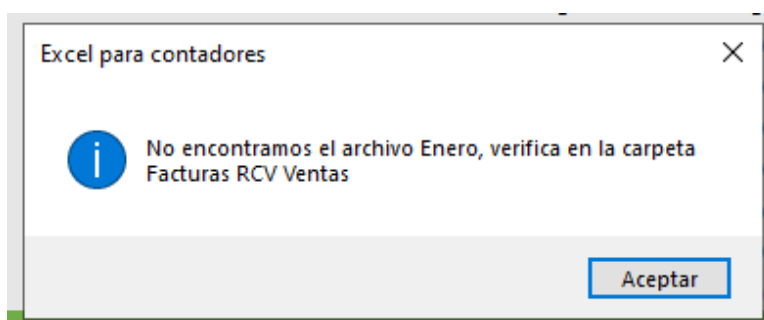 Excel para contadores
No encontramos el archivo Enero, verifica en la carpeta
Facturas RCV Ventas
Aceptar